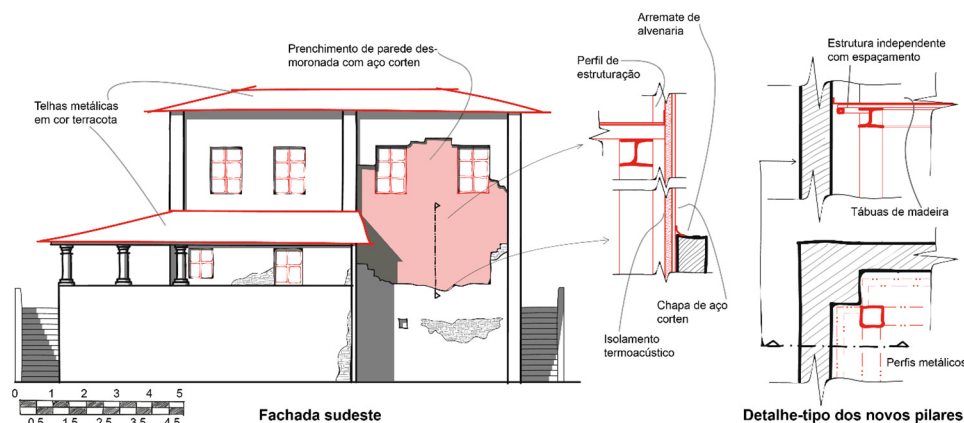 Prenchimento de parede des-
moronada com aço corten
Telhas metálicas
em cor terracota
Arremate de
alvenaria
Perfil de
estruturação
Chapa de aço
corten
Isolamento
termoacústico
Estrutura independente
com espaçamento
Tábuas de madeira
Perfis metálicos
0 1 2 3 4 5
0.5 1.5 2.5 3.5 4.5
Fachada sudeste
Detalhe-tipo dos novos pilares